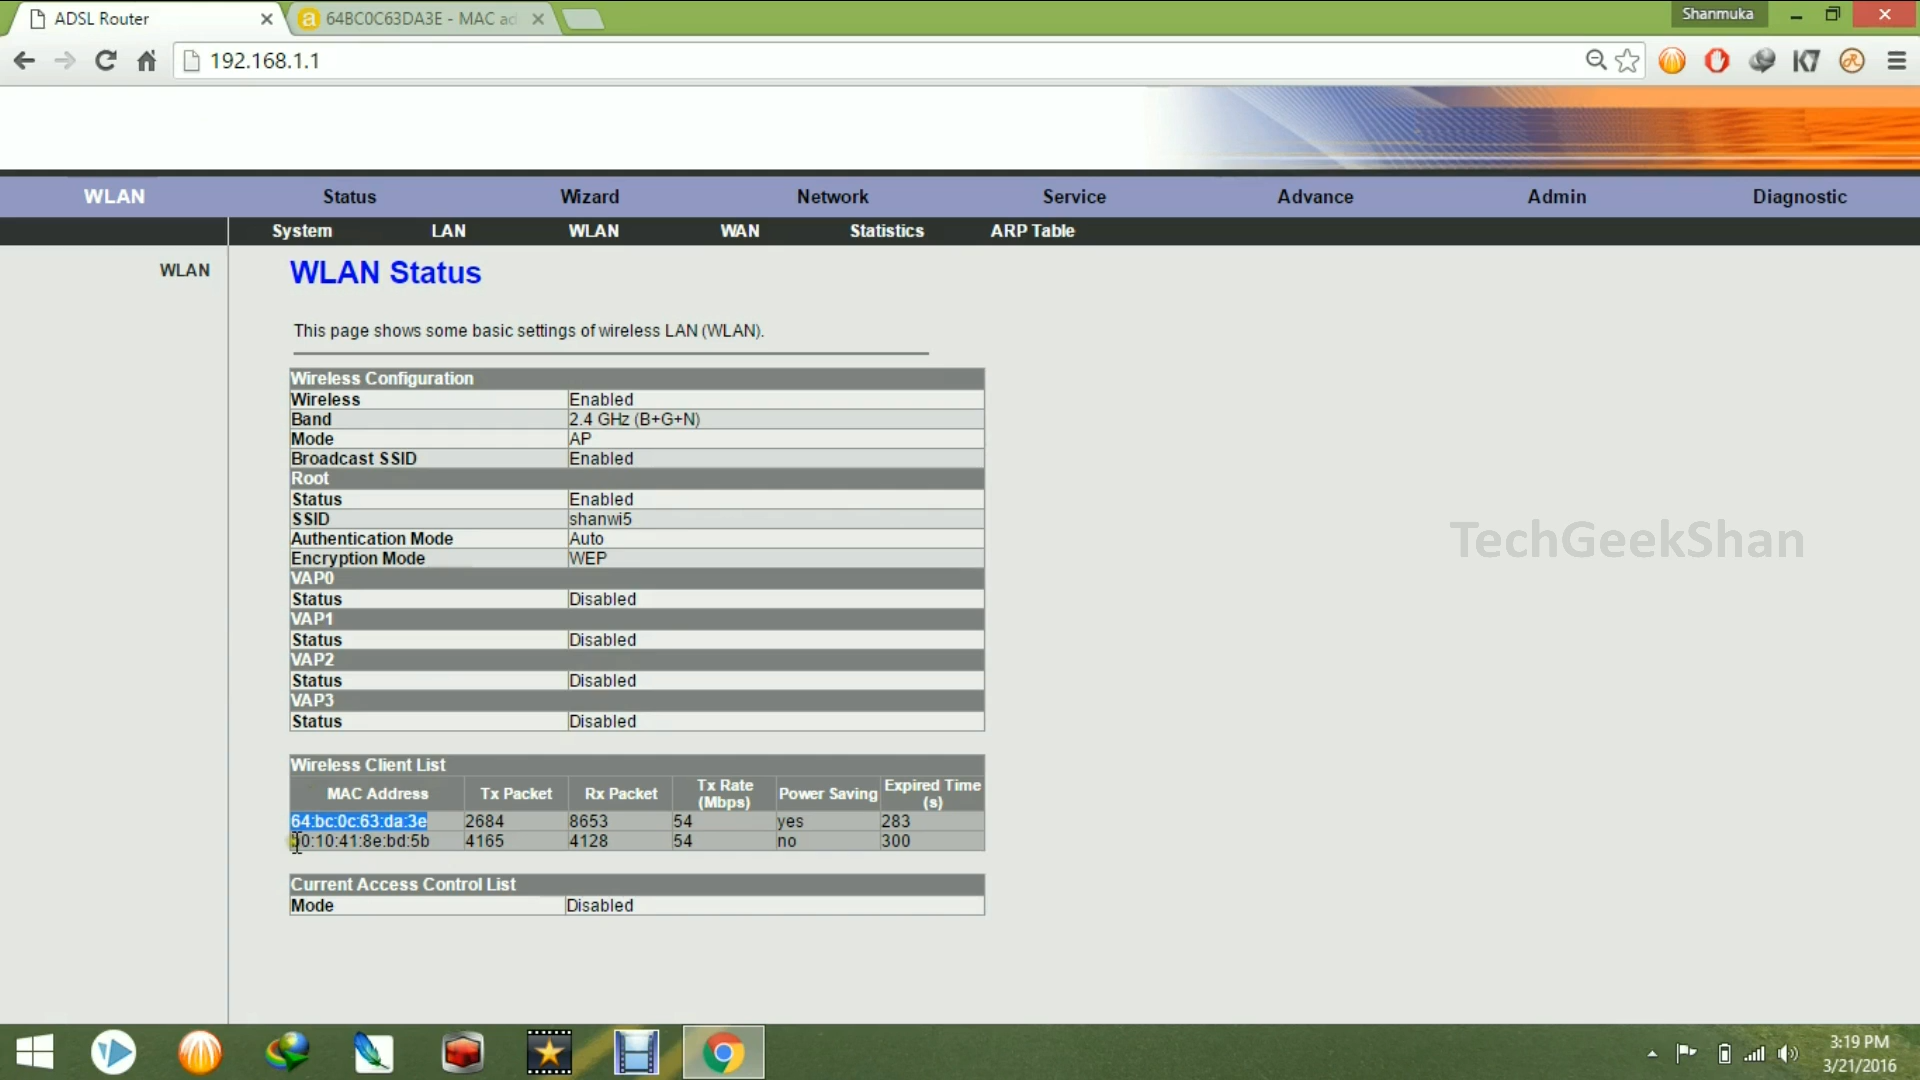 ADSL Router
64BC0C63DA3E - MAC ad
Shanmuka
192.168.1.1
K7
WLAN Status Wizard Network Service Advance Admin Diagnostic
System LAN WLAN WAN Statistics ARP Table
WLAN
WLAN Status
This page shows some basic settings of wireless LAN (WLAN).
Wireless Configuration
Wireless Enabled
Band 2.4 GHz (B+G+N)
Mode AP
Broadcast SSID Enabled
Root
Status Enabled
SSID shanwi5
Authentication Mode Auto
Encryption Mode WEP
VAP0
Status Disabled
VAP1
Status Disabled
VAP2
Status Disabled
VAP3
Status Disabled
TechGeekShan
Wireless Client List
MAC Address Tx Packet Rx Packet Tx Rate (Mbps) Power Saving Expired Time (s)
64:bc:0c:63:da:3e 2684 8653 54 yes 283
0:10:41:8e:bd:5b 4165 4128 54 no 300
Current Access Control List
Mode Disabled
3:19 PM
3/21/2016